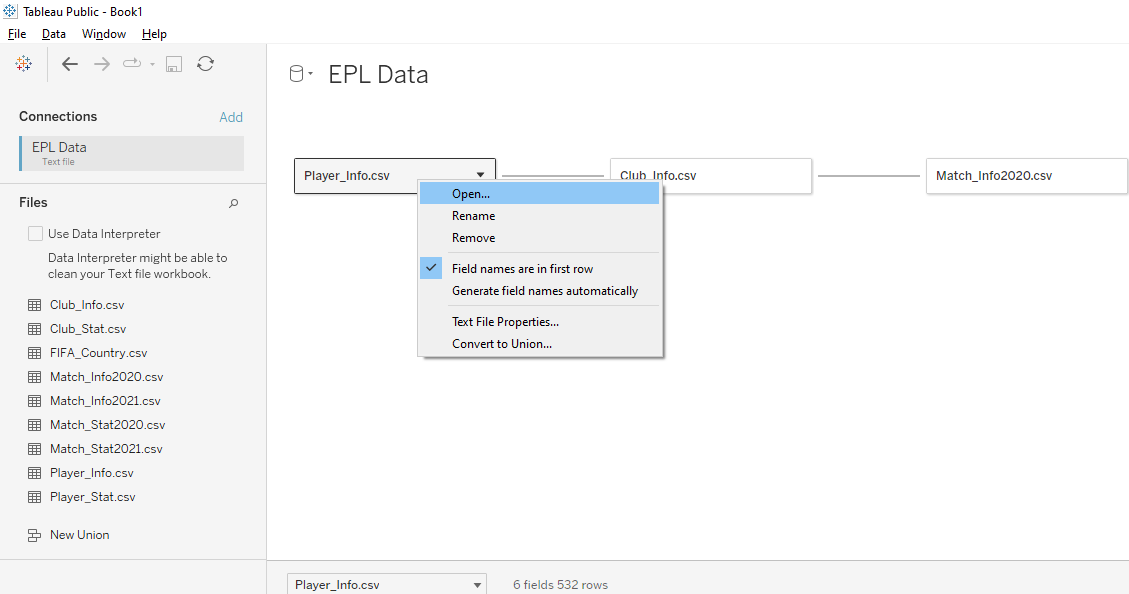 Tableau Public - Book1
File Data Window Help
Connections Add
EPL Data
Text file
Files
Use Data Interpreter
Data Interpreter might be able to
clean your Text file workbook.
Club_Info.csv
Club_Stat.csv
FIFA_Country.csv
Match_Info2020.csv
Match_Info2021.csv
Match_Stat2020.csv
Match_Stat2021.csv
Player_Info.csv
Player_Stat.csv
New Union
EPL Data
Player_Info.csv Club_Info.csv Match_Info2020.csv
Open...
Rename
Remove
Field names are in first row
Generate field names automatically
Text File Properties...
Convert to Union...
Player_Info.csv 6 fields 532 rows